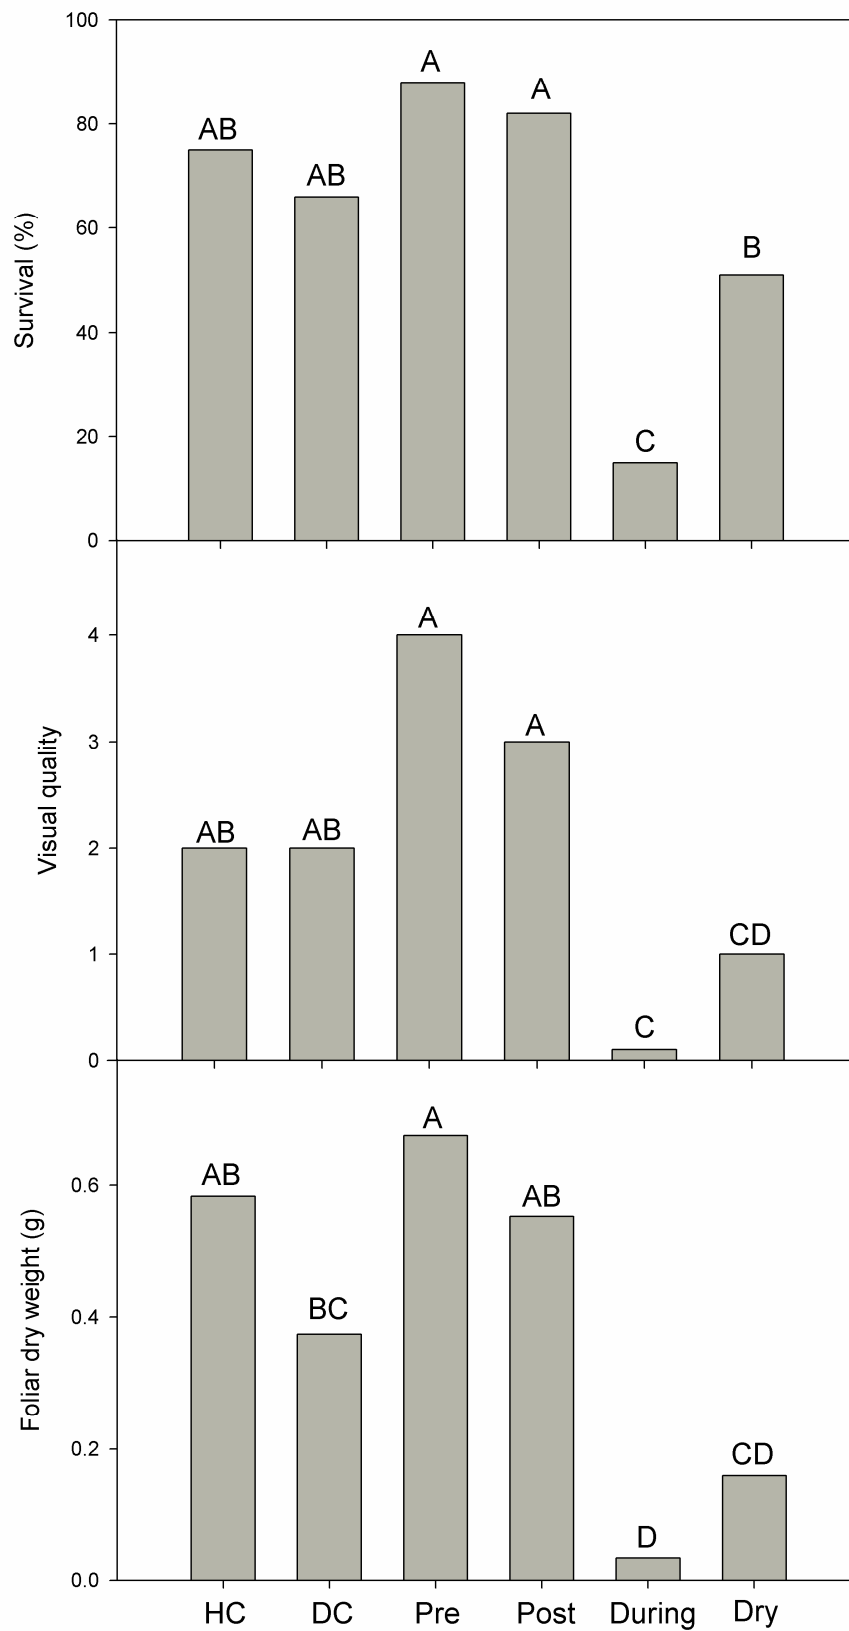 100
80
60
40
20
0
Survival (%)
AB
AB
A
A
C
B
4
3
2
1
0
Visual quality
AB
AB
A
A
C
CD
0.6
0.4
0.2
0.0
Foliar dry weight (g)
AB
BC
A
AB
D
CD
HC DC Pre Post During Dry